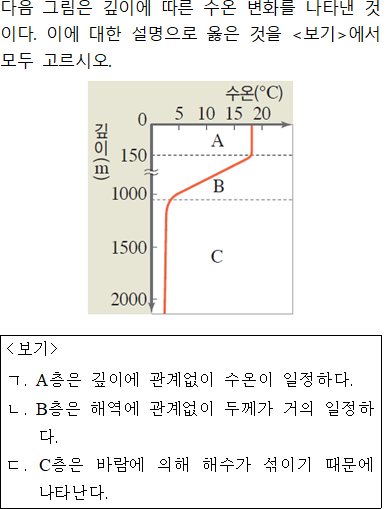 다음 그림은 깊이에 따른 수온 변화를 나타낸 것
이다. 이에 대한 설명으로 옳은 것을 <보기>에서
모두 고르시오.
수온(°C)
0 5 10 15 20
깊이(m)
A
150
B
1000
1500
C
2000
<보기>
ㄱ. A층은 깊이에 관계없이 수온이 일정하다.
ㄴ. B층은 해역에 관계없이 두께가 거의 일정하
다.
ㄷ. C층은 바람에 의해 해수가 섞이기 때문에
나타난다.